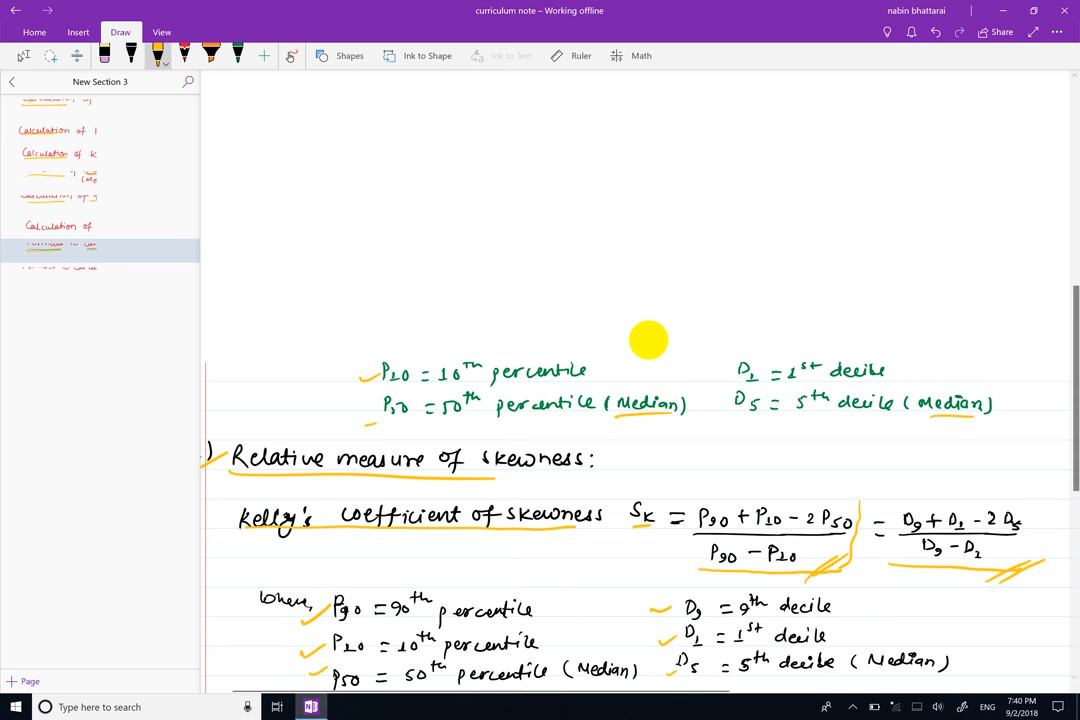 curriculum note – Working offline
nabin bhattarai
Home Insert Draw View
Share
Shapes Ink to Shape Ink to Text Ruler Math
New Section 3
Calculation of
Calculation of k
Calculation of
P10 = 10th percentile D1 = 1st decile
P50 = 50th percentile (Median) D5 = 5th decile (Median)
) Relative measure of skewness:
Kelly's coefficient of skewness SK = P90 + P10 - 2 P50 / P90 - P10 = D9 + D1 - 2 D5 / D9 - D1
Where, P90 = 90th percentile D9 = 9th decile
P10 = 10th percentile D1 = 1st decile
P50 = 50th percentile (Median) D5 = 5th decile (Median)
+ Page
Type here to search
ENG
7:40 PM
9/2/2018